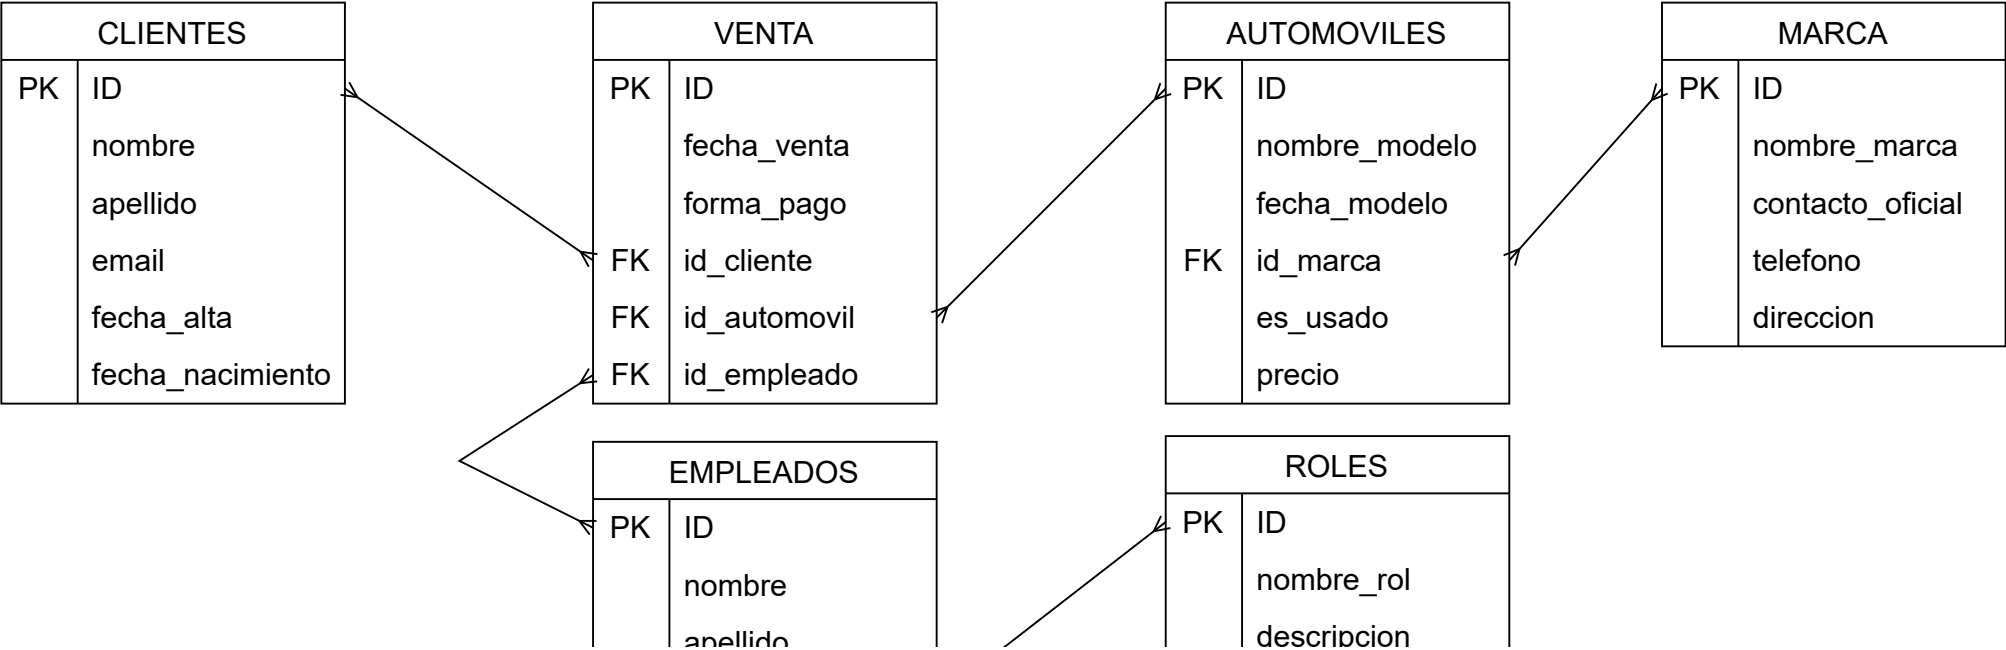 CLIENTES
PK ID
nombre
apellido
email
fecha_alta
fecha_nacimiento
VENTA
PK ID
fecha_venta
forma_pago
FK id_cliente
FK id_automovil
FK id_empleado
AUTOMOVILES
PK ID
nombre_modelo
fecha_modelo
FK id_marca
es_usado
precio
MARCA
PK ID
nombre_marca
contacto_oficial
telefono
direccion
EMPLEADOS
PK ID
nombre
apellido
ROLES
PK ID
nombre_rol
descripcion